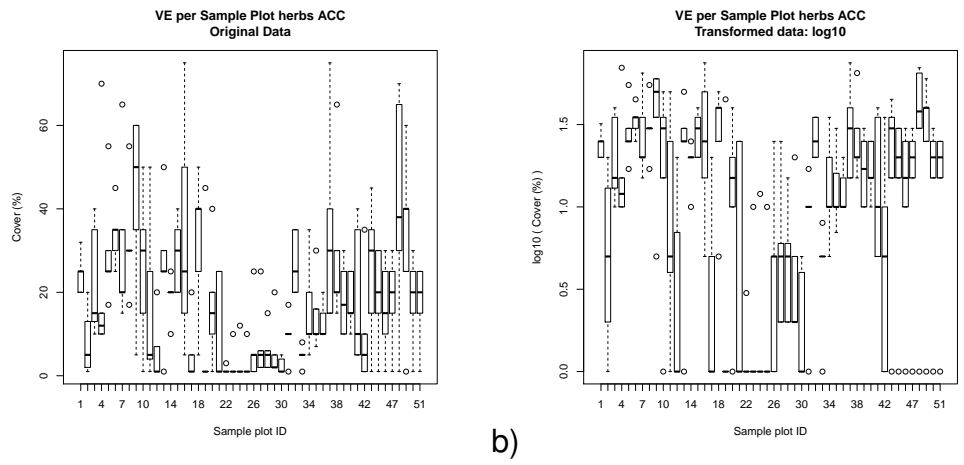 VE per Sample Plot herbs ACC
Original Data
60
40
20
0
Cover (%)
1 4 7 10 14 18 22 26 30 34 38 42 47 51
Sample plot ID
b)
VE per Sample Plot herbs ACC
Transformed data: log10
1.5
1.0
0.5
0.0
log10 ( Cover (%) )
1 4 7 10 14 18 22 26 30 34 38 42 47 51
Sample plot ID